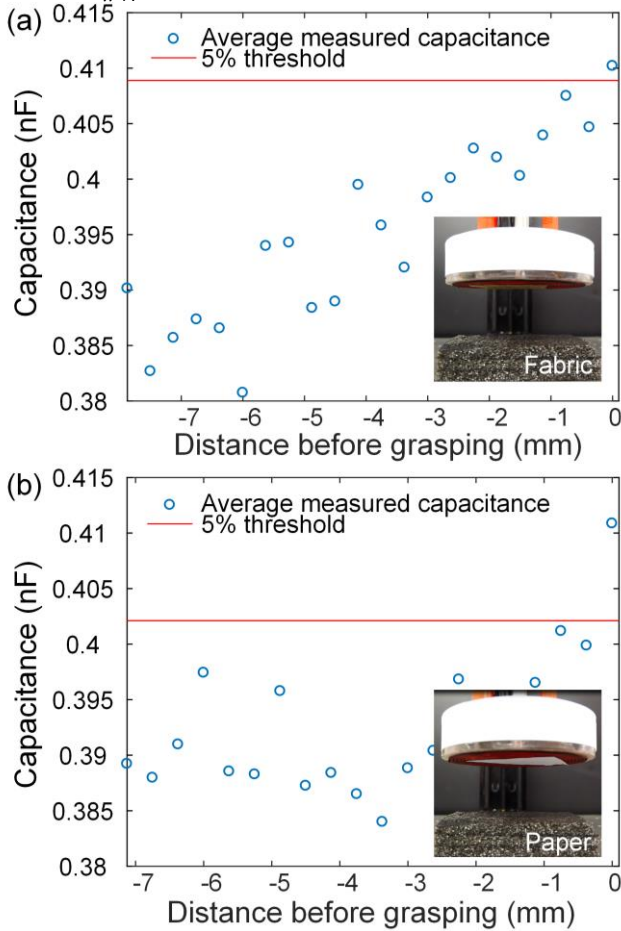 (a)
0.415
0.41
0.405
0.4
0.395
0.39
0.385
0.38
Capacitance (nF)
Average measured capacitance
5% threshold
Fabric
-7 -6 -5 -4 -3 -2 -1 0
Distance before grasping (mm)
(b)
0.415
0.41
0.405
0.4
0.395
0.39
0.385
0.38
Capacitance (nF)
Average measured capacitance
5% threshold
Paper
-7 -6 -5 -4 -3 -2 -1 0
Distance before grasping (mm)